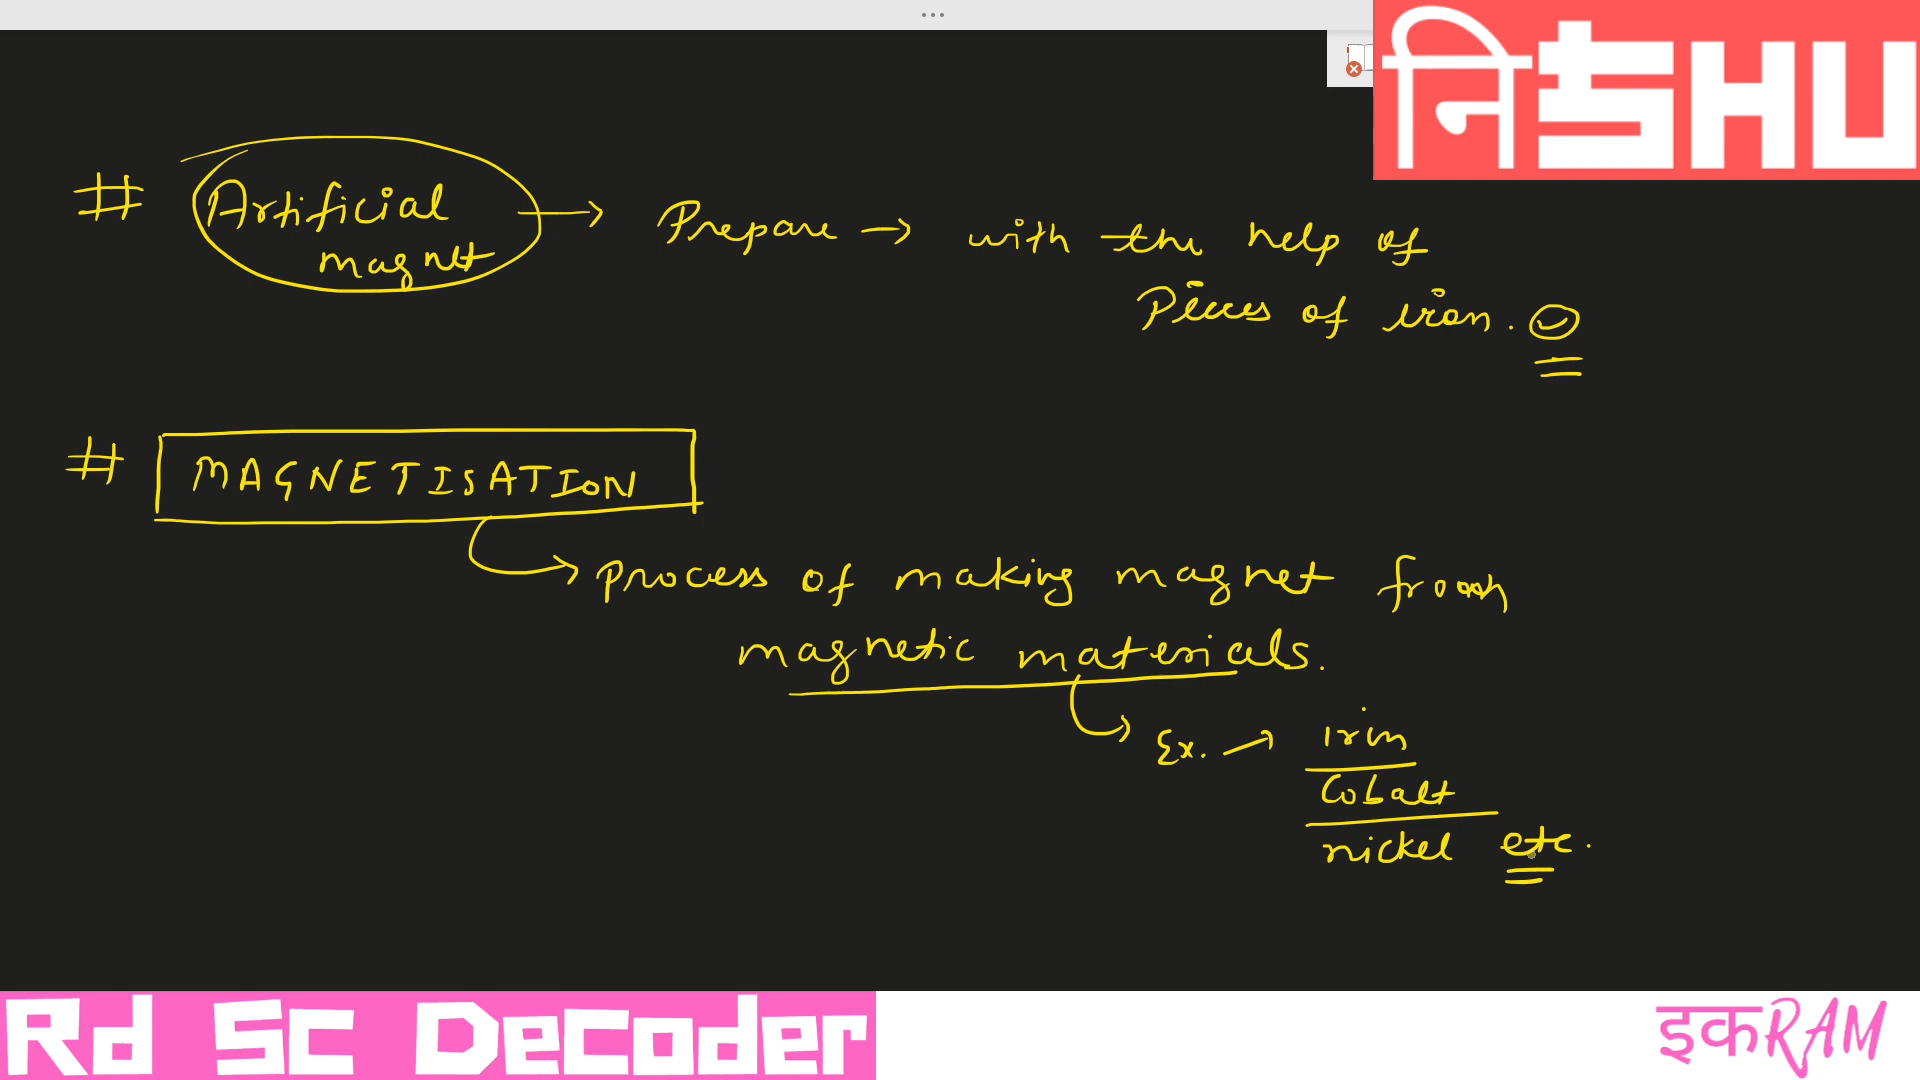 निSHU
# Artificial → Prepare → with the help of
magnet
Pieces of iron.
# MAGNETISATION
→ process of making magnet from
magnetic materials.
Ex. → iron
Cobalt
nickel etc.
Rd Sc Decoder
इकRAM